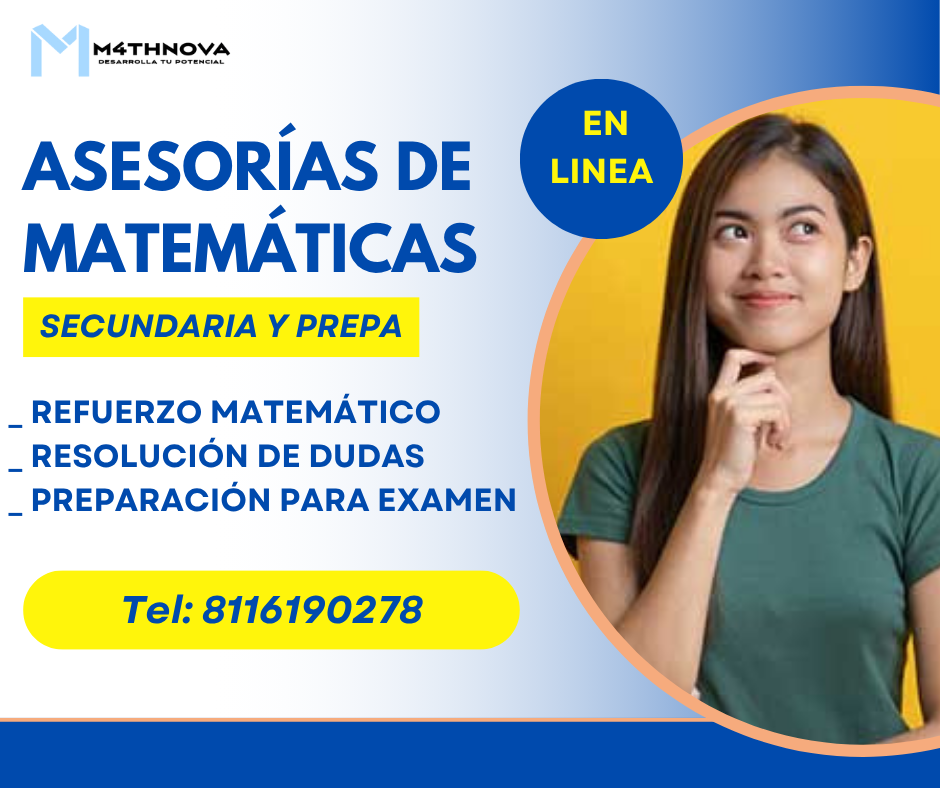 M4THNOVA
DESARROLLA TU POTENCIAL
EN
LINEA
ASESORÍAS DE
MATEMÁTICAS
SECUNDARIA Y PREPA
_ REFUERZO MATEMÁTICO
_ RESOLUCIÓN DE DUDAS
_ PREPARACIÓN PARA EXAMEN
Tel: 8116190278